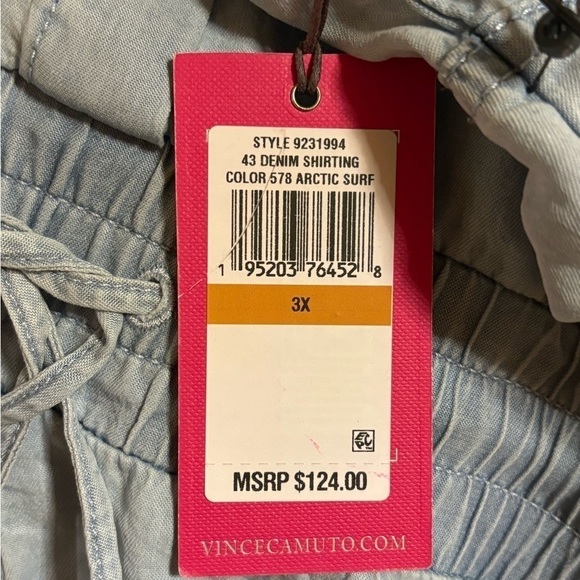 STYLE 9231994
43 DENIM SHIRTING
COLOR 578 ARCTIC SURF
1 95203 76452 8
3X
EPC
MSRP $124.00
VINCECAMUTO.COM